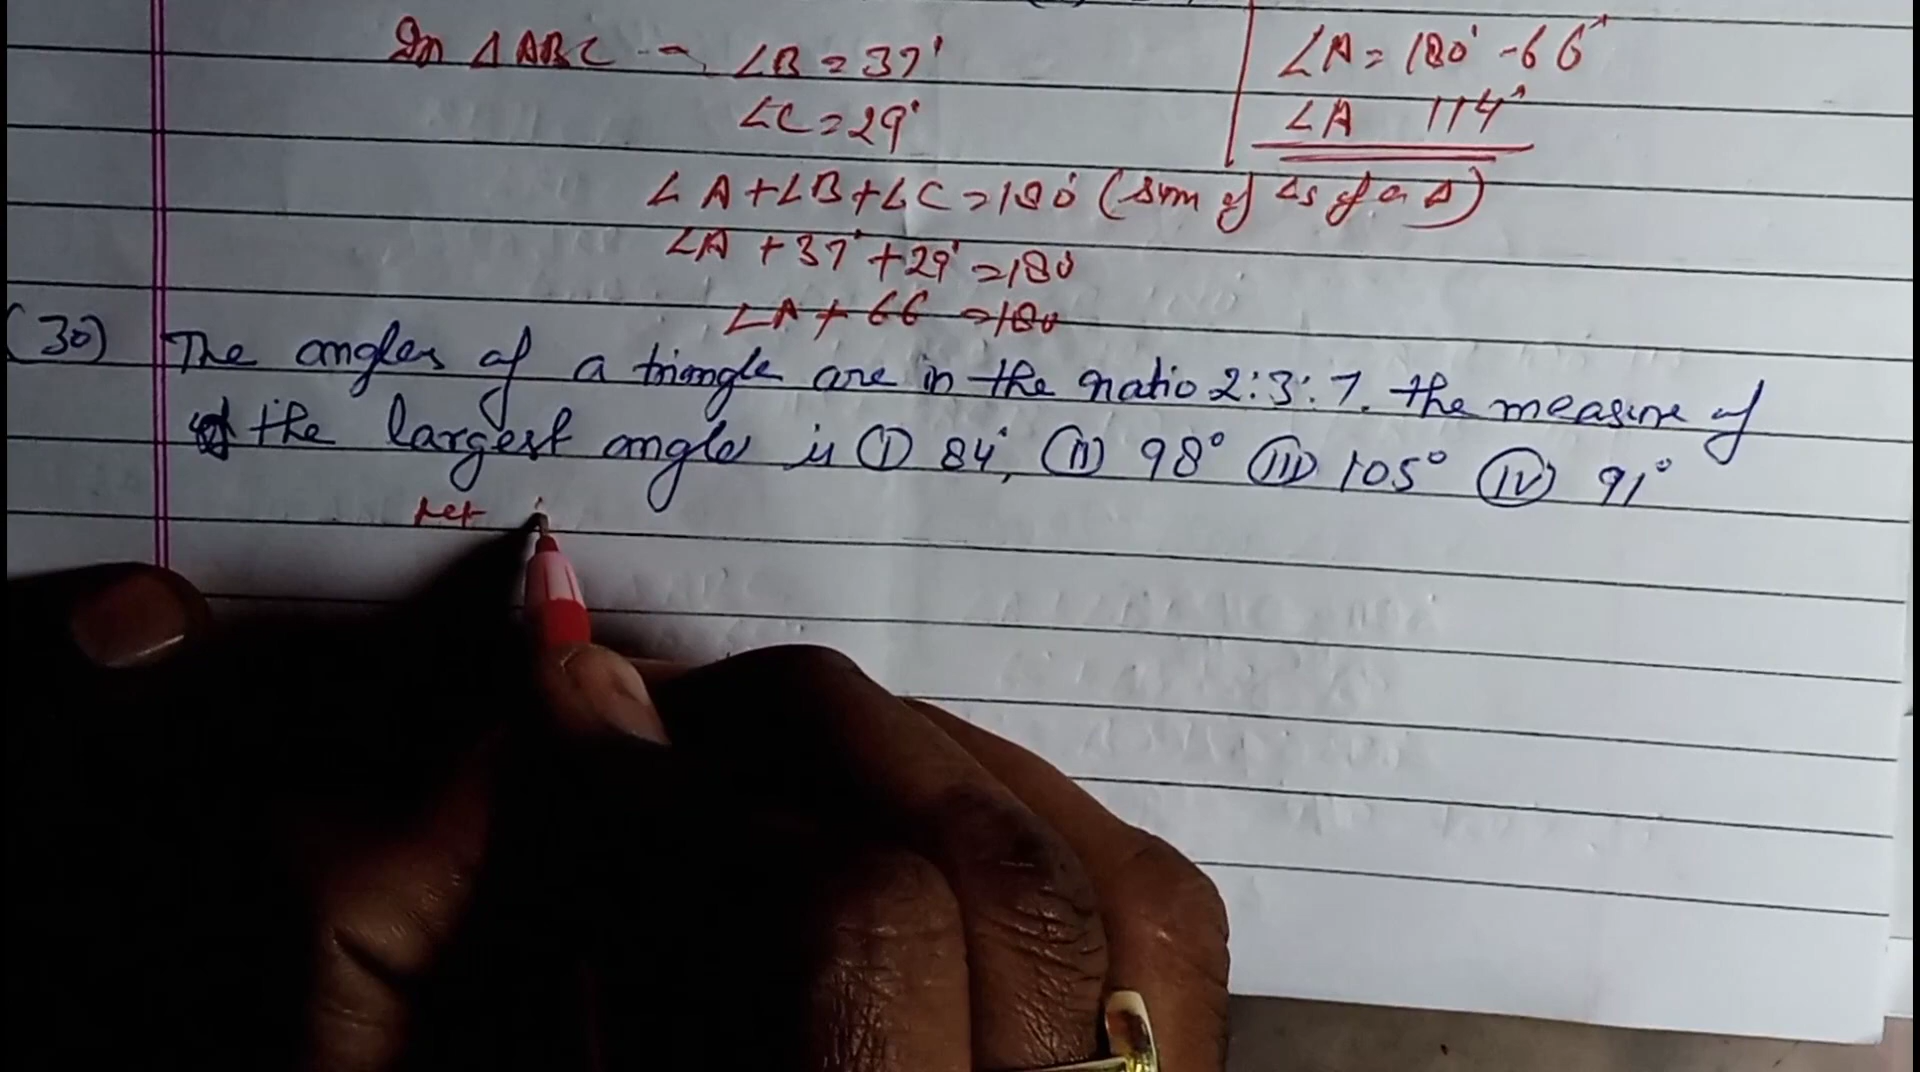 In △ABC - ∠B = 37°
∠C = 29°
∠A + ∠B + ∠C = 180° (sum of ∠s of a △)
∠A + 37° + 29° = 180
∠A + 66 = 180
∠A = 180° - 66°
∠A 114°
(30) The angles of a triangle are in the ratio 2:3:7. the measure of
the largest angle is (I) 84°, (II) 98° (III) 105° (IV) 91°
Let